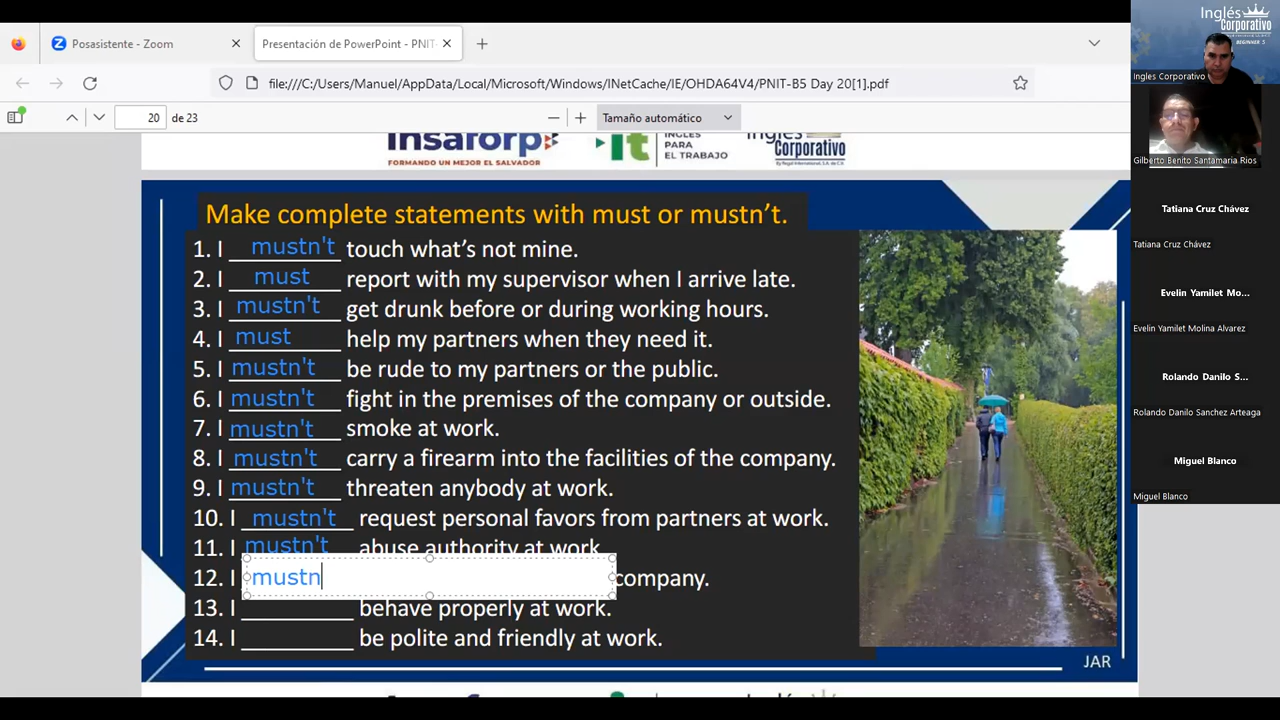 Posasistente - Zoom
Presentación de PowerPoint - PNIT-
file:///C:/Users/Manuel/AppData/Local/Microsoft/Windows/INetCache/IE/OHDA64V4/PNIT-B5 Day 20[1].pdf
20 de 23
Tamaño automático
Insaforp
FORMANDO UN MEJOR EL SALVADOR
it
INGLÉS
PARA
EL TRABAJO
Inglés
Corporativo
Make complete statements with must or mustn't.
1. I mustn't touch what's not mine.
2. I must report with my supervisor when I arrive late.
3. I mustn't get drunk before or during working hours.
4. I must help my partners when they need it.
5. I mustn't be rude to my partners or the public.
6. I mustn't fight in the premises of the company or outside.
7. I mustn't smoke at work.
8. I mustn't carry a firearm into the facilities of the company.
9. I mustn't threaten anybody at work.
10. I mustn't request personal favors from partners at work.
11. I mustn't abuse authority at work.
12. I mustn company.
13. I __________ behave properly at work.
14. I __________ be polite and friendly at work.
JAR
Inglés
Corporativo
BEGINNER 5
Ingles Corporativo
Gilberto Benito Santamaria Rios
Tatiana Cruz Chávez
Tatiana Cruz Chávez
Evelin Yamilet Mo...
Evelin Yamilet Molina Alvarez
Rolando Danilo S...
Rolando Danilo Sanchez Arteaga
Miguel Blanco
Miguel Blanco